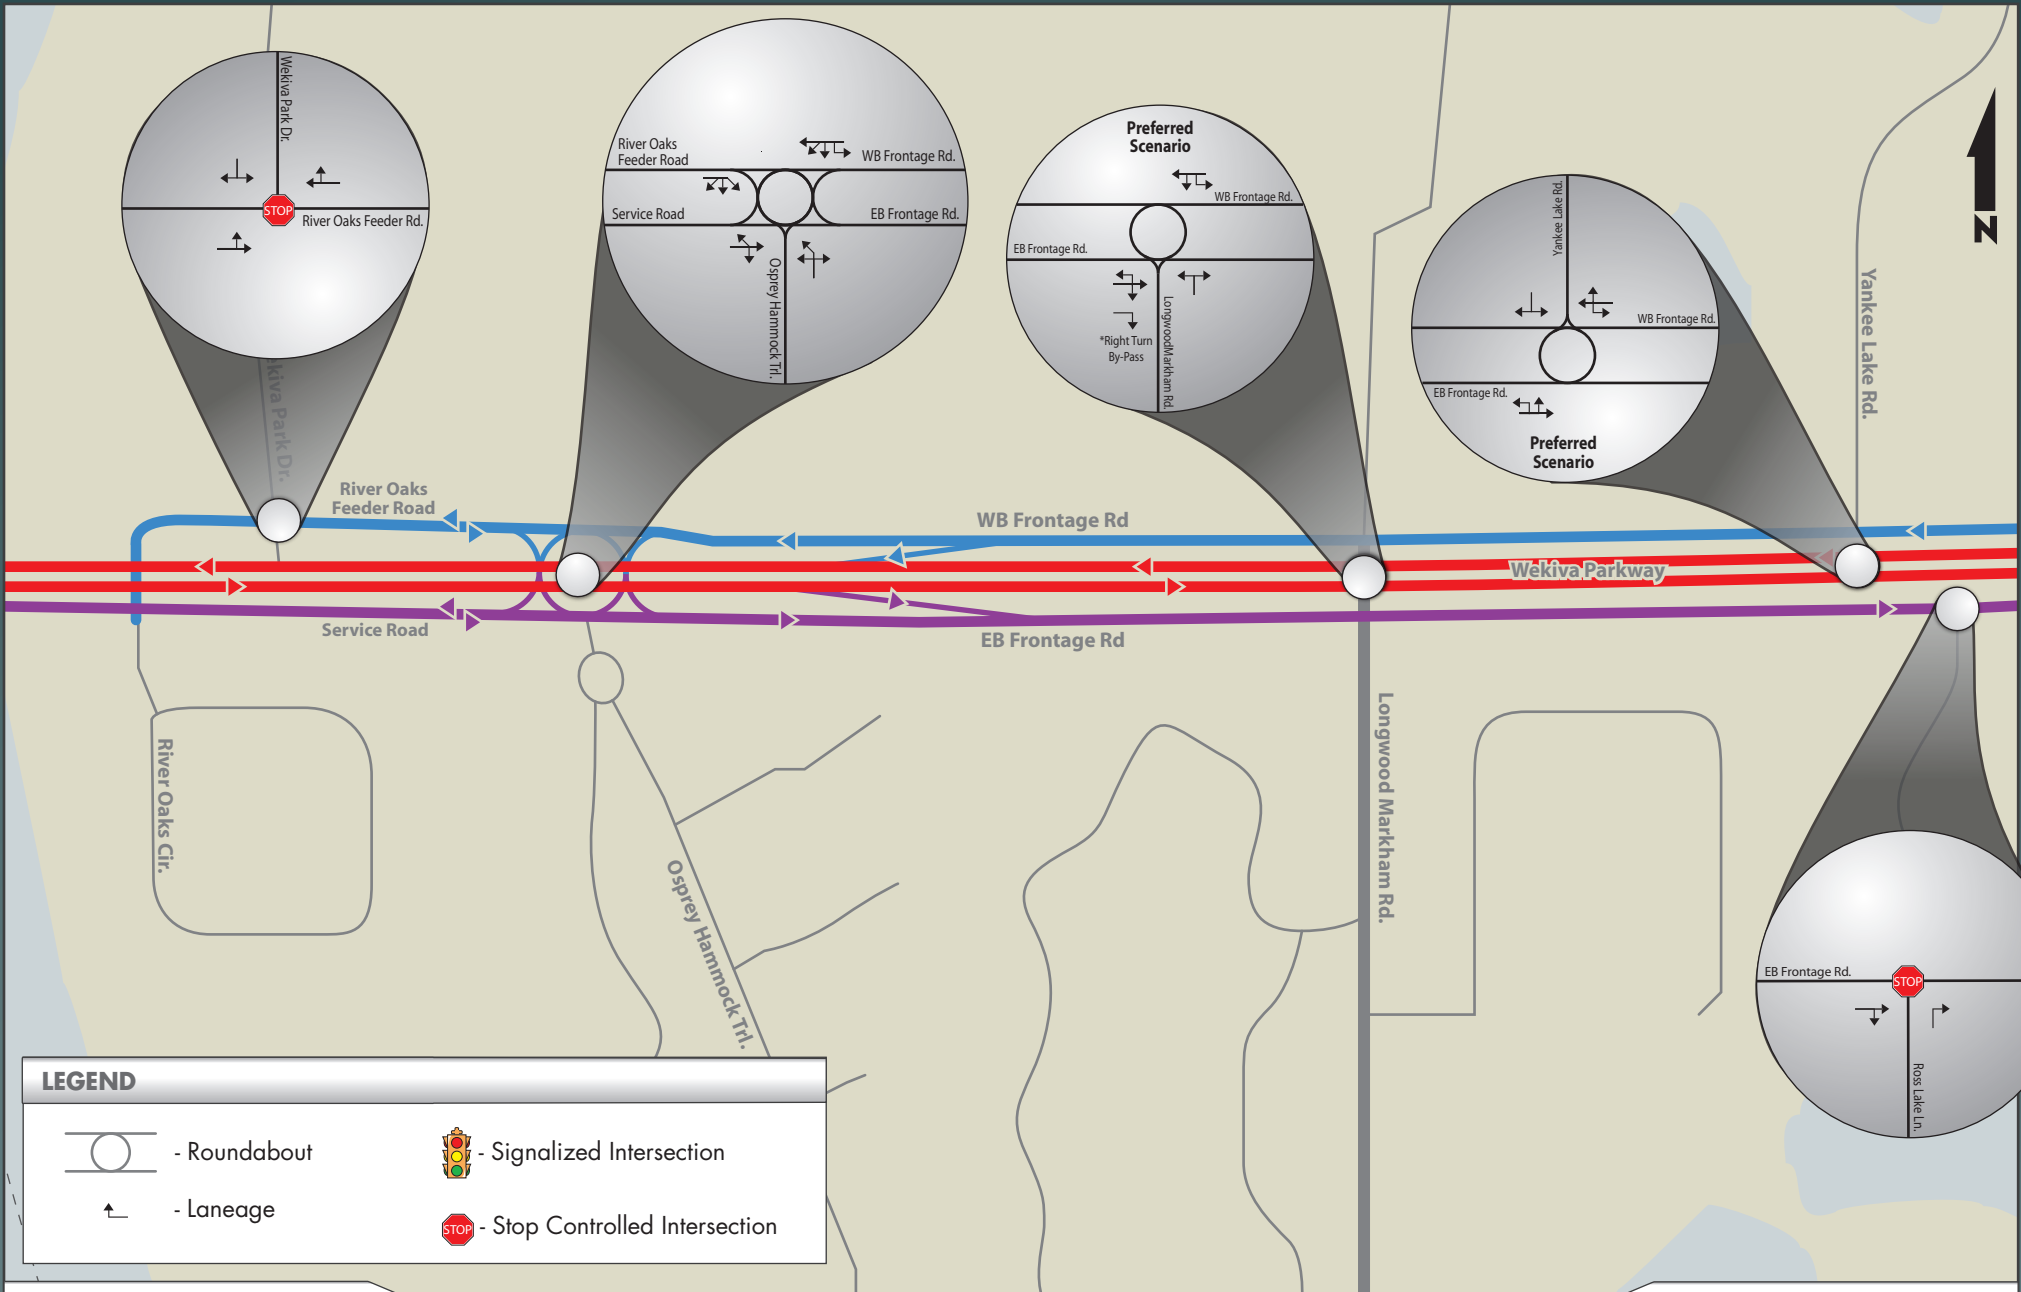 Wekiva Park Dr.
STOP
River Oaks Feeder Rd.
River Oaks
Feeder Road
WB Frontage Rd.
Service Road
EB Frontage Rd.
Osprey Hammock Trl.
Preferred
Scenario
WB Frontage Rd.
EB Frontage Rd.
*Right Turn
By-Pass
LongwoodMarkham Rd.
Yankee Lake Rd.
WB Frontage Rd.
EB Frontage Rd.
Preferred
Scenario
N
Yankee Lake Rd.
ekiva Park Dr.
River Oaks
Feeder Road
WB Frontage Rd
Wekiva Parkway
Service Road
EB Frontage Rd
River Oaks Cir.
Osprey Hammock Trl.
Longwood Markham Rd.
EB Frontage Rd.
STOP
Ross Lake Ln.
LEGEND
- Roundabout
- Signalized Intersection
- Laneage
STOP - Stop Controlled Intersection